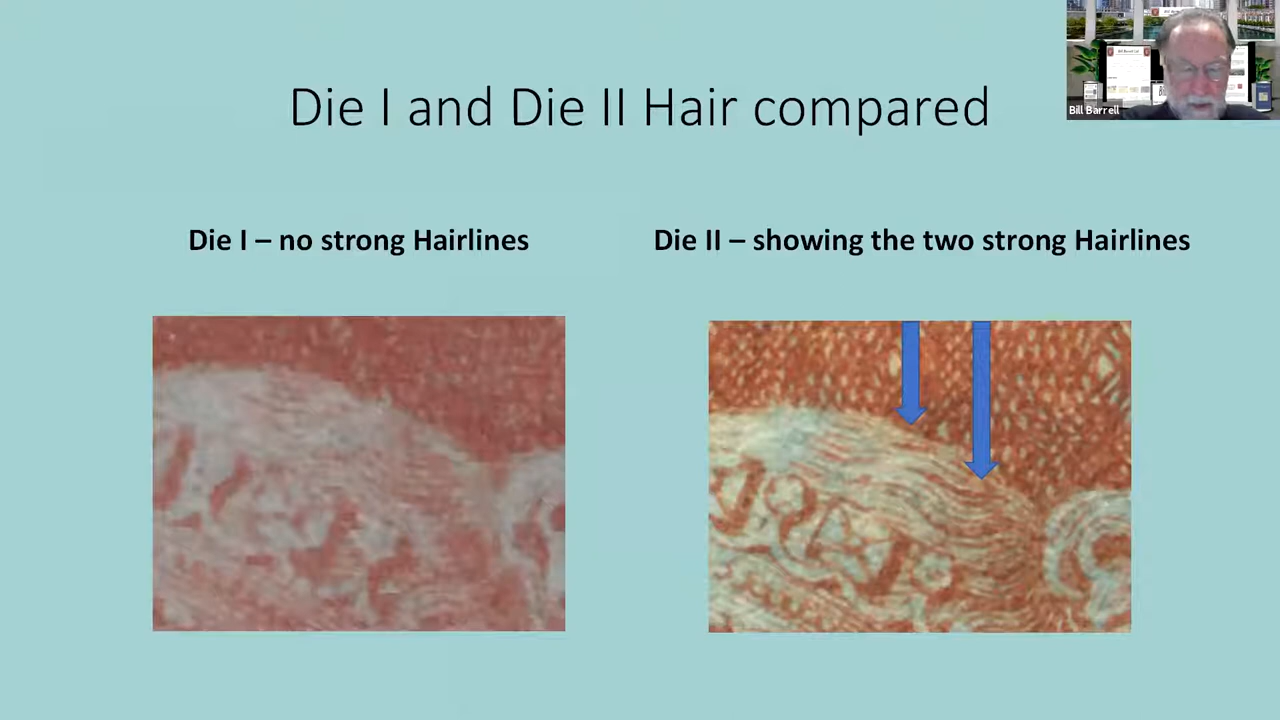 Die I and Die II Hair compared
Die I – no strong Hairlines
Die II – showing the two strong Hairlines
Bill Barrell